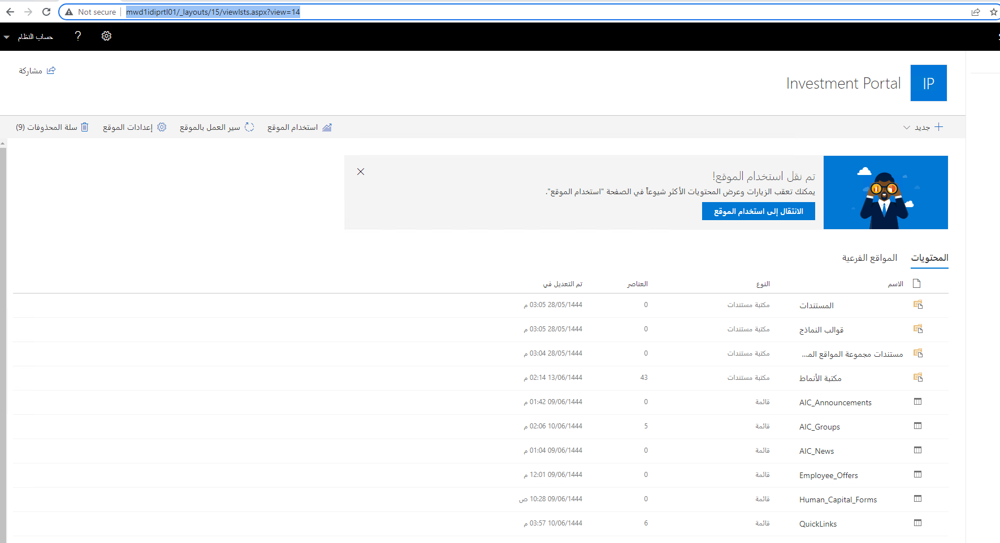 Not secure
mwd1idiprtl01/_layouts/15/viewlsts.aspx?view=14
حساب النظام
?
مشاركة
IP
Investment Portal
جديد
استخدام الموقع
سير العمل بالموقع
إعدادات الموقع
سلة المحذوفات (9)
تم نقل استخدام الموقع!
يمكنك تعقب الزيارات وعرض المحتويات الأكثر شيوعاً في الصفحة "استخدام الموقع".
الانتقال إلى استخدام الموقع
المحتويات المواقع الفرعية
الاسم النوع العناصر تم التعديل في
المستندات مكتبة مستندات 0 28/05/1444 03:05 م
قوالب النماذج مكتبة مستندات 0 28/05/1444 03:05 م
مستندات مجموعة المواقع المـ... مكتبة مستندات 0 28/05/1444 03:04 م
مكتبة الأنماط مكتبة مستندات 43 13/06/1444 02:14 م
AIC_Announcements قائمة 0 09/06/1444 01:42 م
AIC_Groups قائمة 5 10/06/1444 02:06 م
AIC_News قائمة 0 09/06/1444 01:04 م
Employee_Offers قائمة 0 09/06/1444 12:01 م
Human_Capital_Forms قائمة 0 09/06/1444 10:28 ص
QuickLinks قائمة 6 10/06/1444 03:57 م